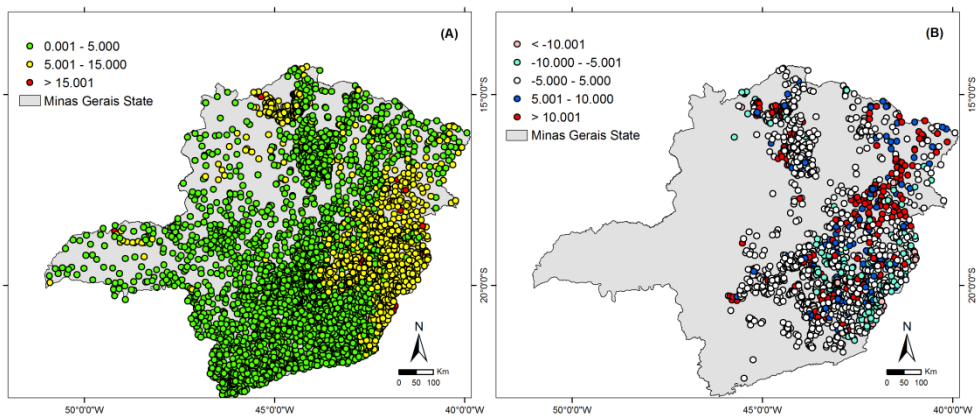 (A)
0.001 - 5.000
5.001 - 15.000
> 15.001
Minas Gerais State
N
Km
0 50 100
50°0'0"W
45°0'0"W
40°0'0"W
15°0'0"S
20°0'0"S
(B)
< -10.001
-10.000 - -5.001
-5.000 - 5.000
5.001 - 10.000
> 10.001
Minas Gerais State
N
Km
0 50 100
50°0'0"W
45°0'0"W
40°0'0"W
15°0'0"S
20°0'0"S